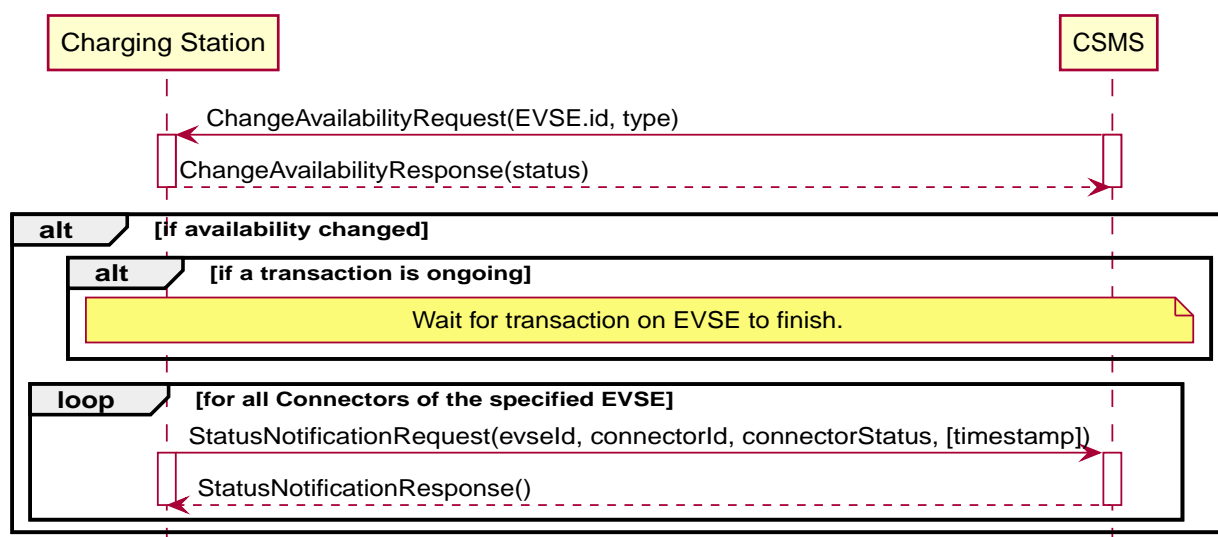 Charging Station
CSMS
ChangeAvailabilityRequest(EVSE.id, type)
ChangeAvailabilityResponse(status)
alt
[if availability changed]
alt
[if a transaction is ongoing]
Wait for transaction on EVSE to finish.
loop
[for all Connectors of the specified EVSE]
StatusNotificationRequest(evseId, connectorId, connectorStatus, [timestamp])
StatusNotificationResponse()